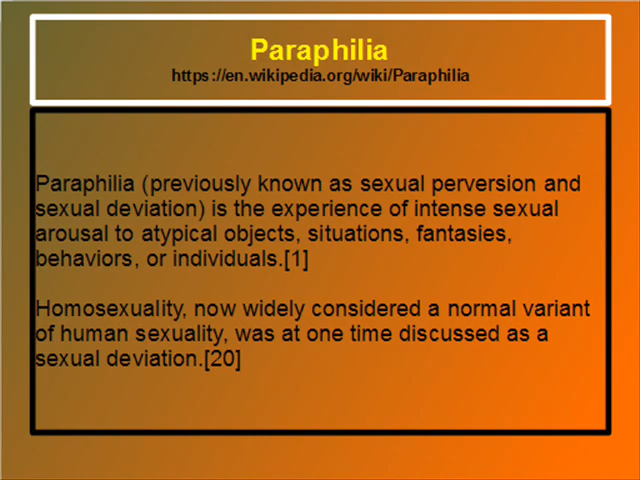 Paraphilia
https://en.wikipedia.org/wiki/Paraphilia
Paraphilia (previously known as sexual perversion and
sexual deviation) is the experience of intense sexual
arousal to atypical objects, situations, fantasies,
behaviors, or individuals.[1]
Homosexuality, now widely considered a normal variant
of human sexuality, was at one time discussed as a
sexual deviation.[20]